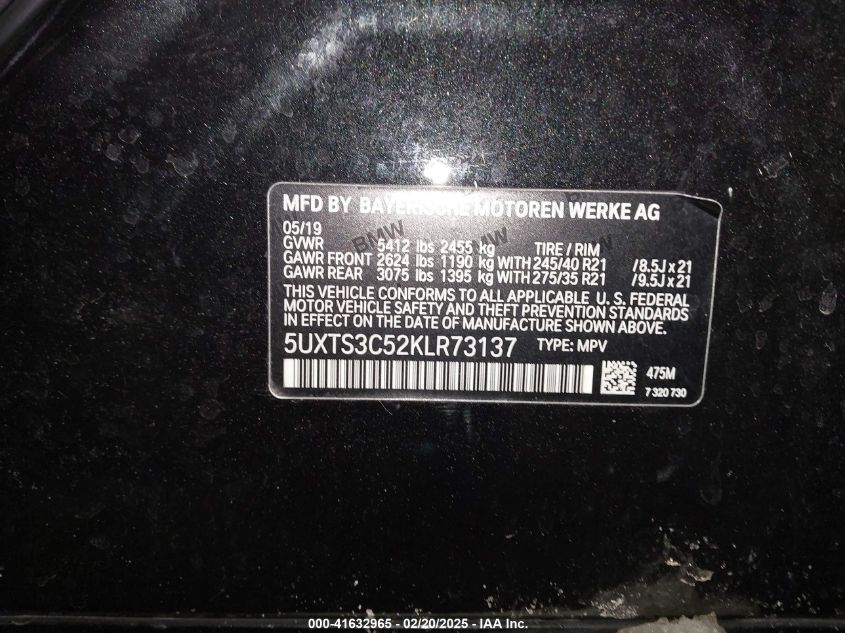 MFD BY BAYERISCHE MOTOREN WERKE AG
05/19
GVWR 5412 lbs 2455 kg TIRE / RIM
GAWR FRONT 2624 lbs 1190 kg WITH 245/40 R21 /8.5J x 21
GAWR REAR 3075 lbs 1395 kg WITH 275/35 R21 /9.5J x 21
THIS VEHICLE CONFORMS TO ALL APPLICABLE U. S. FEDERAL
MOTOR VEHICLE SAFETY AND THEFT PREVENTION STANDARDS
IN EFFECT ON THE DATE OF MANUFACTURE SHOWN ABOVE.
5UXTS3C52KLR73137 TYPE: MPV
475M
7 320 730
BMW
BMW
BMW
000-41632965 - 02/20/2025 - IAA Inc.